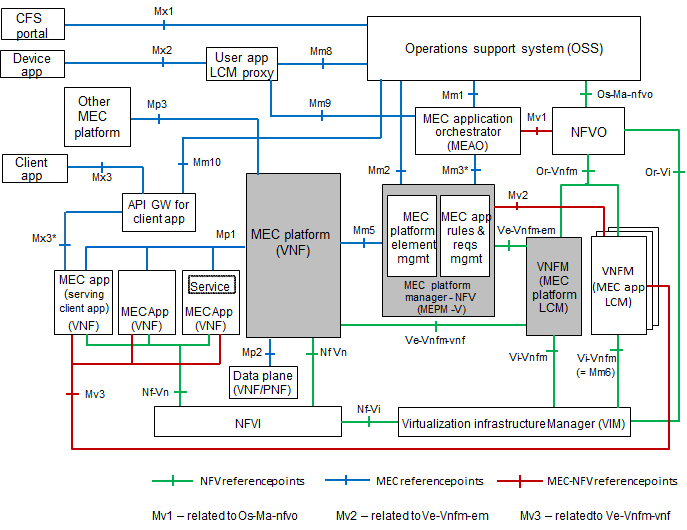 CFS
portal
Mx1
Operations support system (OSS)
Device
app
Mx2
User app
LCM proxy
Mm8
Other
MEC
platform
Mp3
Mm9
Mm1
Os-Ma-nfvo
MEC application
orchestrator
(MEAO)
Mv1
NFVO
Client
app
Mx3
Mm10
Mm2
Mm3*
Or-Vnfm
Or-Vi
API GW for
client app
Mx3*
Mp1
MEC platform
(VNF)
Mm5
MEC
platform
element
mgmt
MEC app
rules &
reqs
mgmt
MEC platform
manager - NFV
(MEPM -V)
Mv2
Ve-Vnfm-em
VNFM
(MEC
platform
LCM)
VNFM
(MEC app
LCM)
MEC app
(serving
client app)
(VNF)
MEC App
(VNF)
Service
MEC App
(VNF)
Ve-Vnfm-vnf
Mp2
Nf Vn
Vi-Vnfm
Vi-Vnfm
(= Mm6)
Data plane
(VNF/PNF)
Mv3
Nf-Vn
NFVI
Nf-Vi
Virtualization infrastructure Manager (VIM)
NFV reference points
MEC reference points
MEC-NFV reference points
Mv1 – related to Os-Ma-nfvo
Mv2 – related to Ve-Vnfm-em
Mv3 – related to Ve-Vnfm-vnf